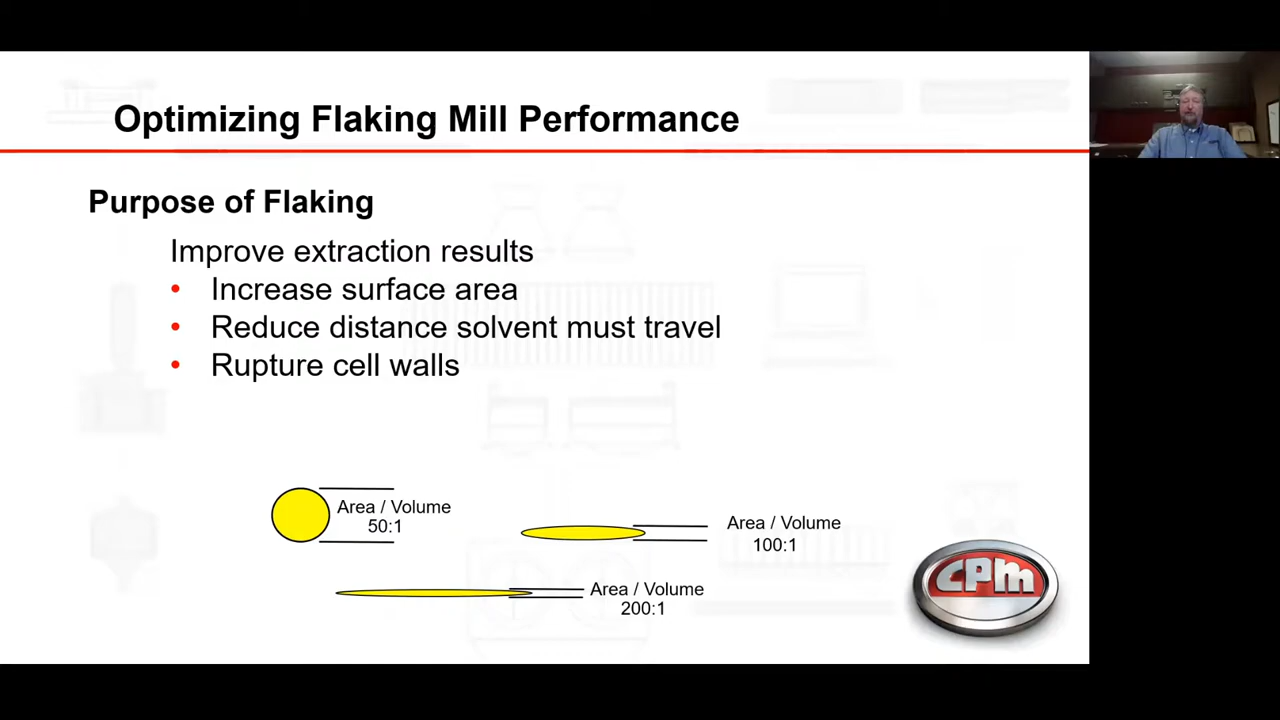 Optimizing Flaking Mill Performance
Purpose of Flaking
Improve extraction results
• Increase surface area
• Reduce distance solvent must travel
• Rupture cell walls
Area / Volume
50:1
Area / Volume
100:1
Area / Volume
200:1
CPM